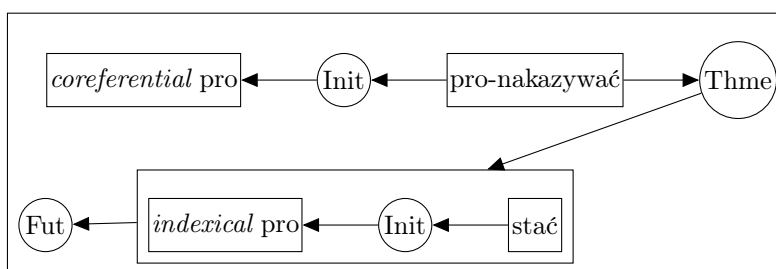 coreferential pro Init pro-nakazywać Thme
Fut indexical pro Init stać